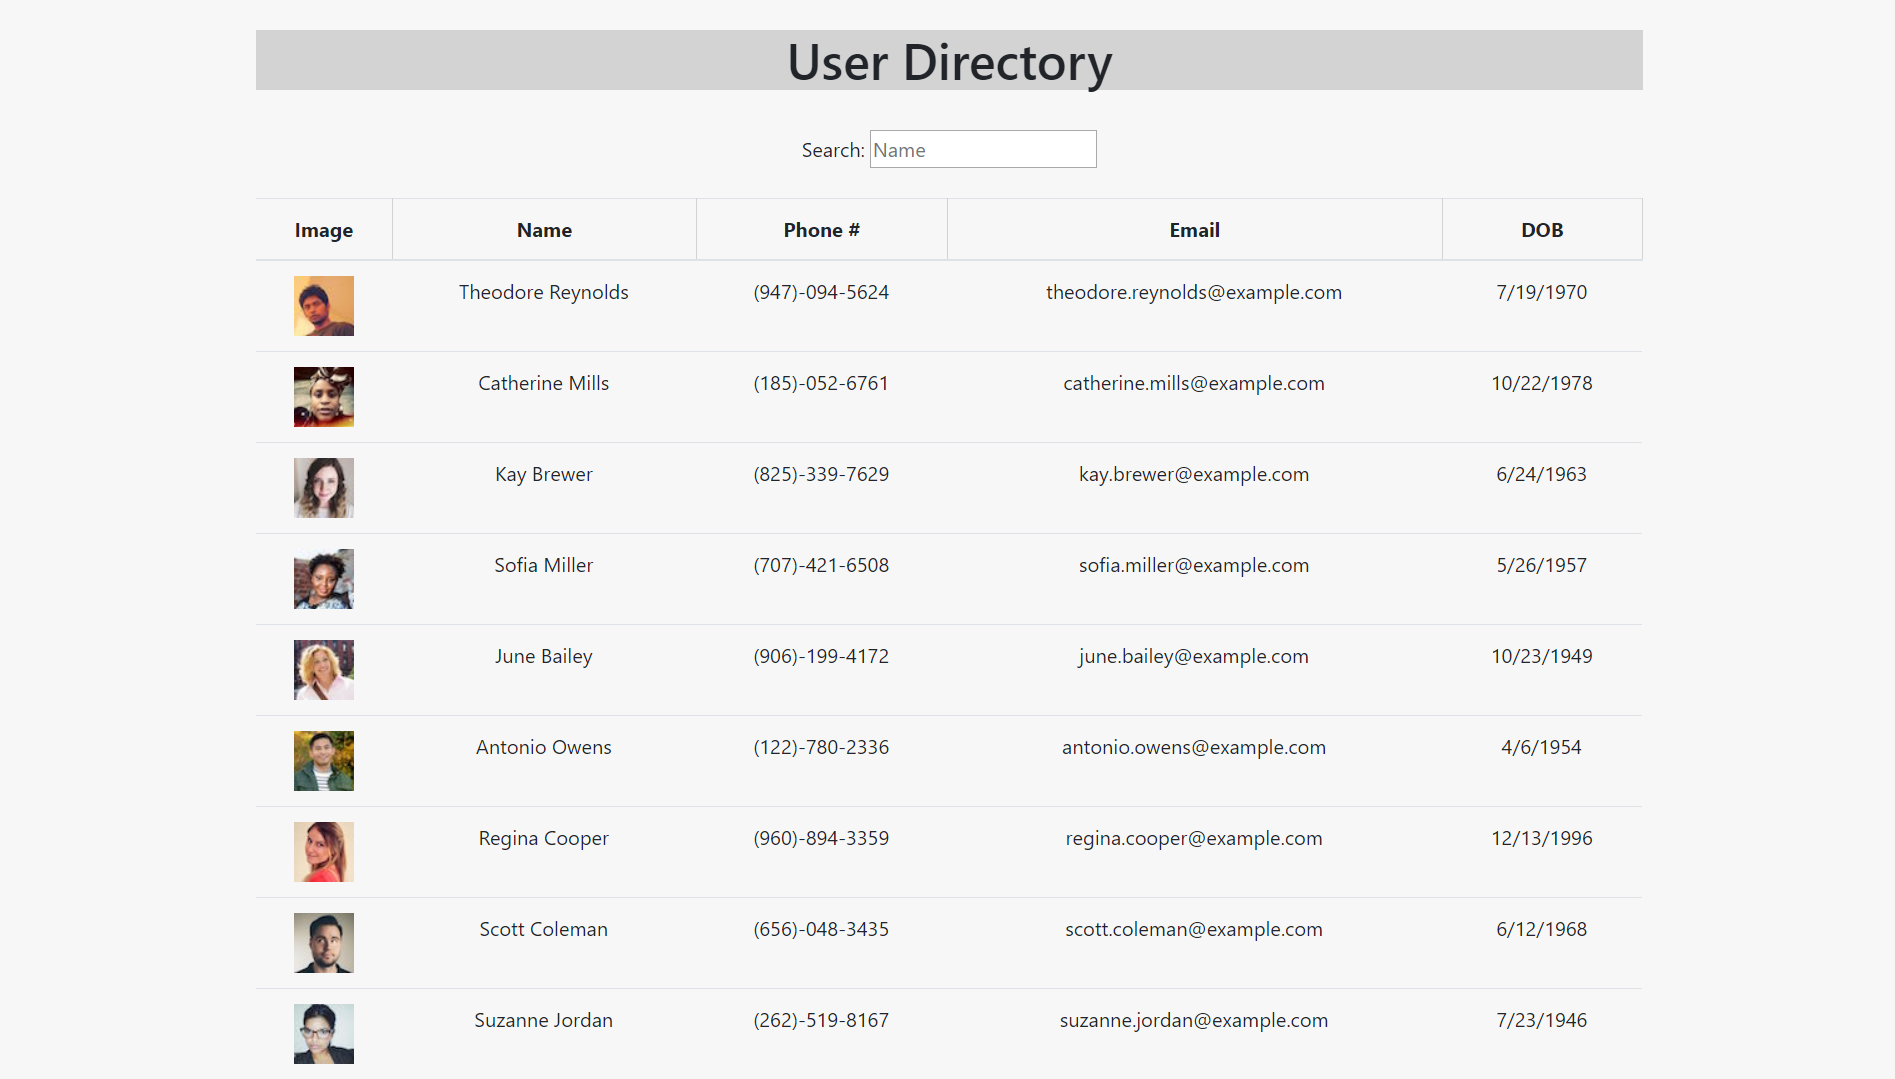 User Directory
Search: Name
Image Name Phone # Email DOB
Theodore Reynolds (947)-094-5624 theodore.reynolds@example.com 7/19/1970
Catherine Mills (185)-052-6761 catherine.mills@example.com 10/22/1978
Kay Brewer (825)-339-7629 kay.brewer@example.com 6/24/1963
Sofia Miller (707)-421-6508 sofia.miller@example.com 5/26/1957
June Bailey (906)-199-4172 june.bailey@example.com 10/23/1949
Antonio Owens (122)-780-2336 antonio.owens@example.com 4/6/1954
Regina Cooper (960)-894-3359 regina.cooper@example.com 12/13/1996
Scott Coleman (656)-048-3435 scott.coleman@example.com 6/12/1968
Suzanne Jordan (262)-519-8167 suzanne.jordan@example.com 7/23/1946